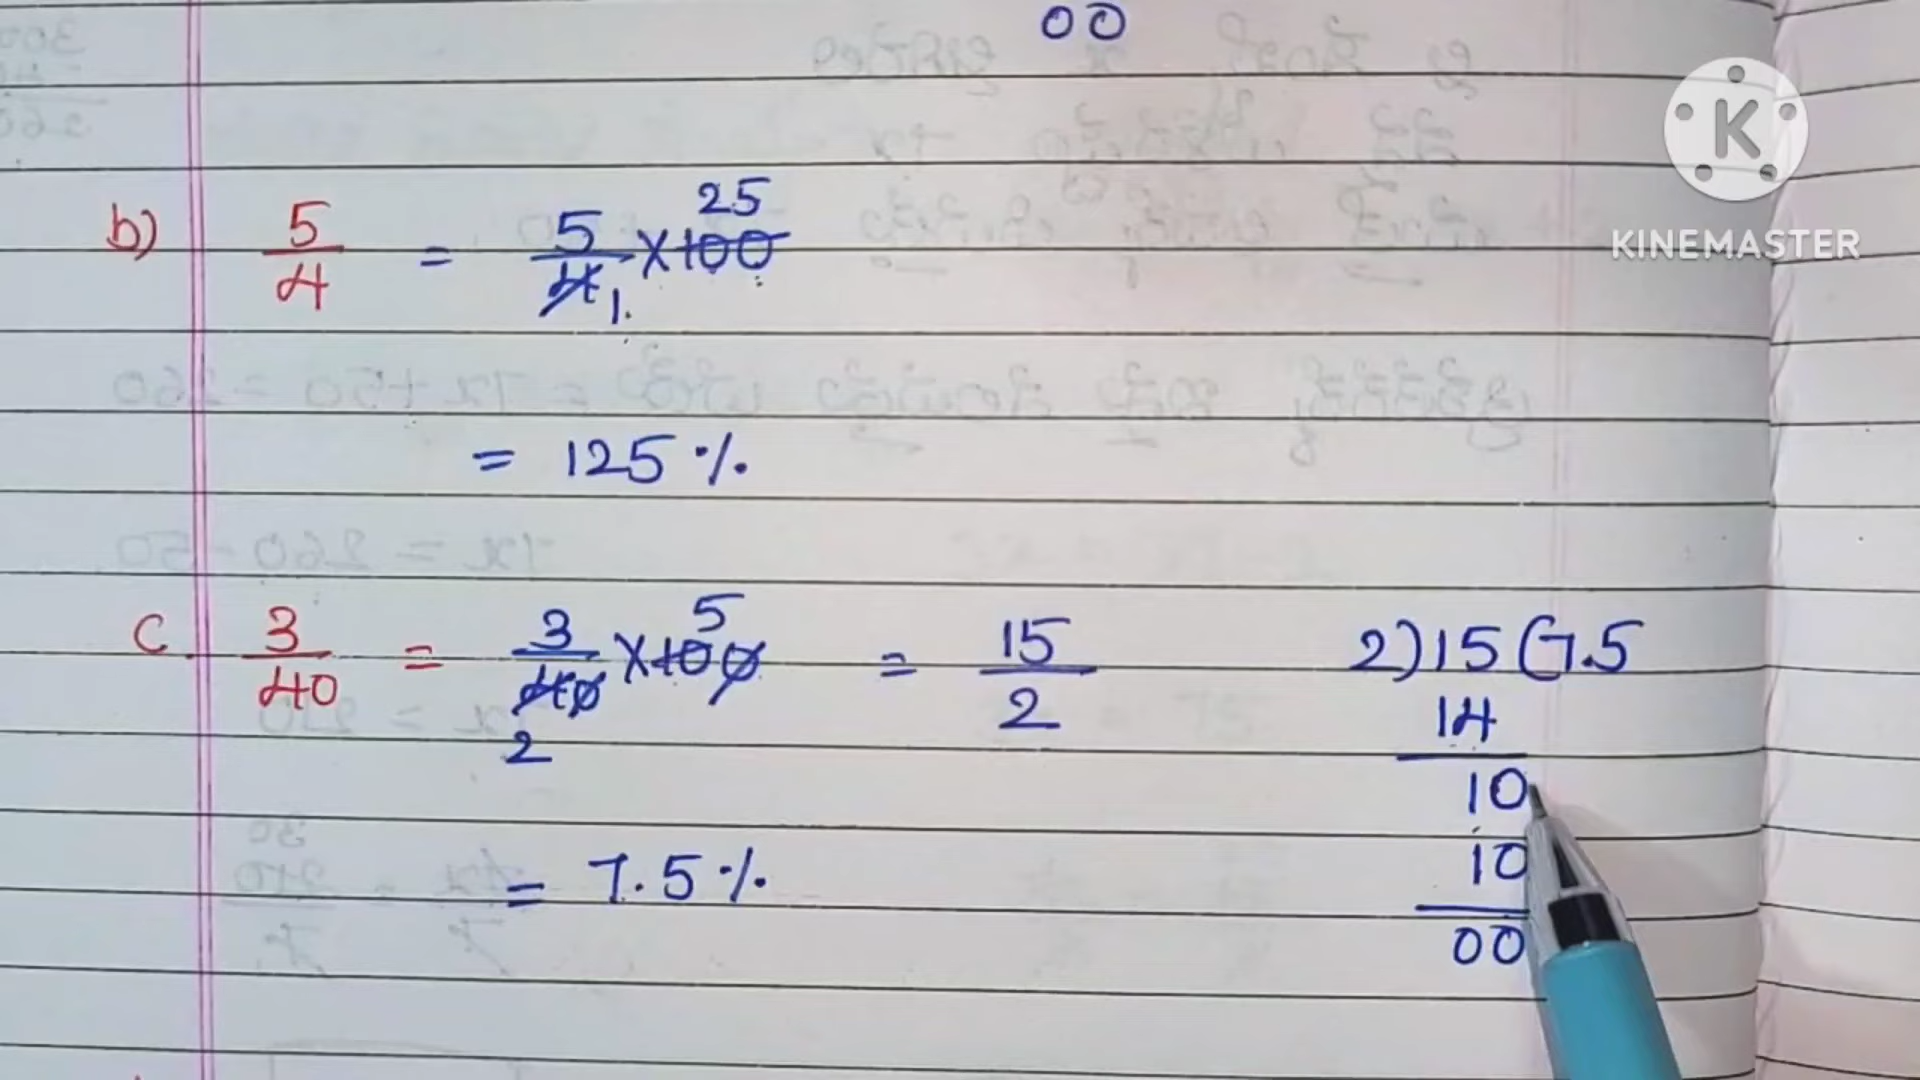 00
K
KINEMASTER
b) 5/4 = 5/4 1 × 100 25
= 125 %
c 3/40 = 3/40 2 × 100 5 = 15/2 2)15(7.5
14
10
10
= 7.5 %
00